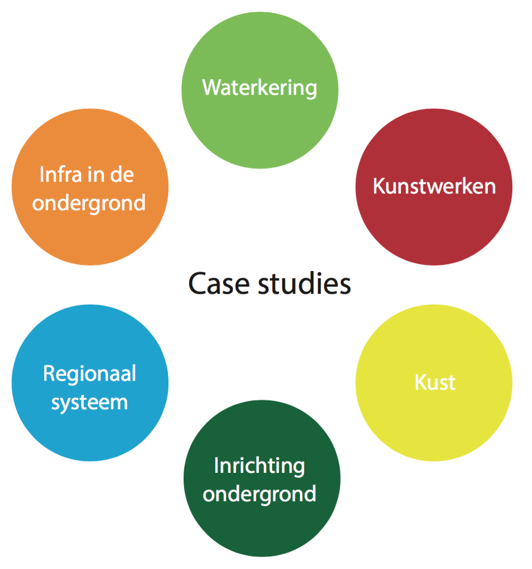 Waterkering
Infra in de
ondergrond
Kunstwerken
Case studies
Regionaal
systeem
Kust
Inrichting
ondergrond